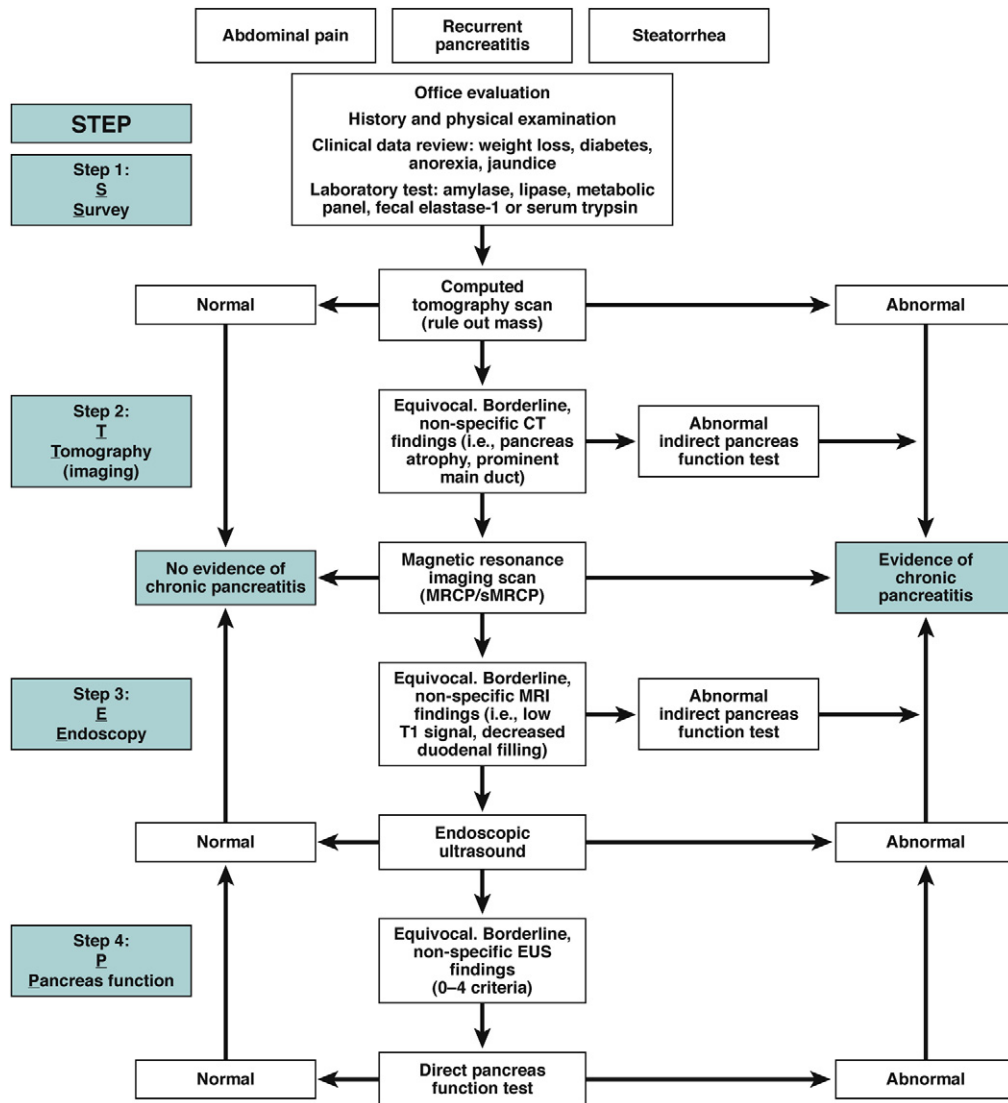 Abdominal pain
Recurrent
pancreatitis
Steatorrhea
STEP
Step 1:
S
Survey
Office evaluation
History and physical examination
Clinical data review: weight loss, diabetes,
anorexia, jaundice
Laboratory test: amylase, lipase, metabolic
panel, fecal elastase-1 or serum trypsin
Normal
Computed
tomography scan
(rule out mass)
Abnormal
Step 2:
T
Tomography
(imaging)
Equivocal. Borderline,
non-specific CT
findings (i.e., pancreas
atrophy, prominent
main duct)
Abnormal
indirect pancreas
function test
No evidence of
chronic pancreatitis
Magnetic resonance
imaging scan
(MRCP/sMRCP)
Evidence of
chronic
pancreatitis
Step 3:
E
Endoscopy
Equivocal. Borderline,
non-specific MRI
findings (i.e., low
T1 signal, decreased
duodenal filling)
Abnormal
indirect pancreas
function test
Normal
Endoscopic
ultrasound
Abnormal
Step 4:
P
Pancreas function
Equivocal. Borderline,
non-specific EUS
findings
(0–4 criteria)
Normal
Direct pancreas
function test
Abnormal